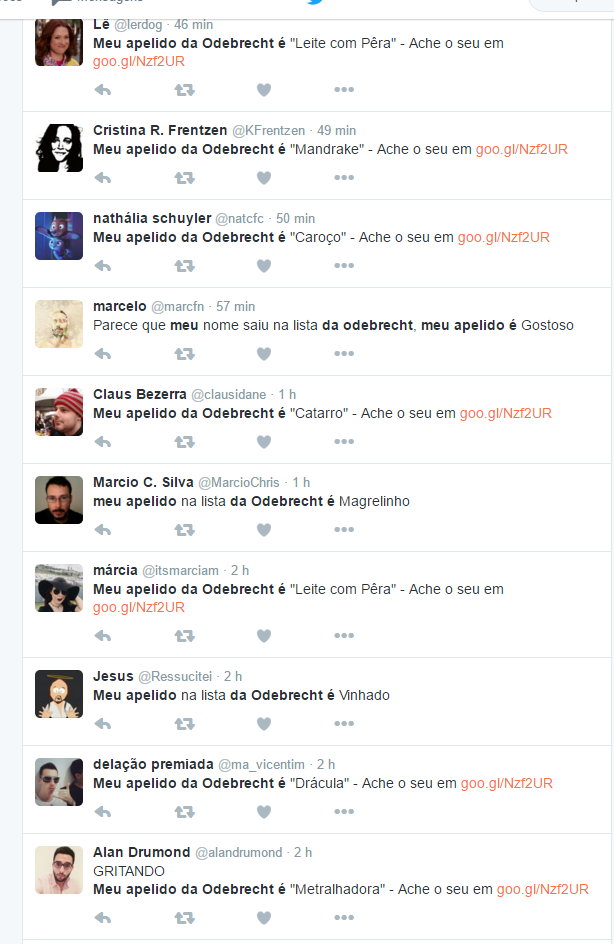 Lê @lerdog · 46 min
Meu apelido da Odebrecht é "Leite com Pêra" - Ache o seu em
goo.gl/Nzf2UR
Cristina R. Frentzen @KFrentzen · 49 min
Meu apelido da Odebrecht é "Mandrake" - Ache o seu em goo.gl/Nzf2UR
nathália schuyler @natcfc · 50 min
Meu apelido da Odebrecht é "Caroço" - Ache o seu em goo.gl/Nzf2UR
marcelo @marcfn · 57 min
Parece que meu nome saiu na lista da odebrecht, meu apelido é Gostoso
Claus Bezerra @clausidane · 1 h
Meu apelido da Odebrecht é "Catarro" - Ache o seu em goo.gl/Nzf2UR
Marcio C. Silva @MarcioChris · 1 h
meu apelido na lista da Odebrecht é Magrelinho
márcia @itsmarciam · 2 h
Meu apelido da Odebrecht é "Leite com Pêra" - Ache o seu em
goo.gl/Nzf2UR
Jesus @Ressucitei · 2 h
Meu apelido na lista da Odebrecht é Vinhado
delação premiada @ma_vicentim · 2 h
Meu apelido da Odebrecht é "Drácula" - Ache o seu em goo.gl/Nzf2UR
Alan Drumond @alandrumond · 2 h
GRITANDO
Meu apelido da Odebrecht é "Metralhadora" - Ache o seu em goo.gl/Nzf2UR